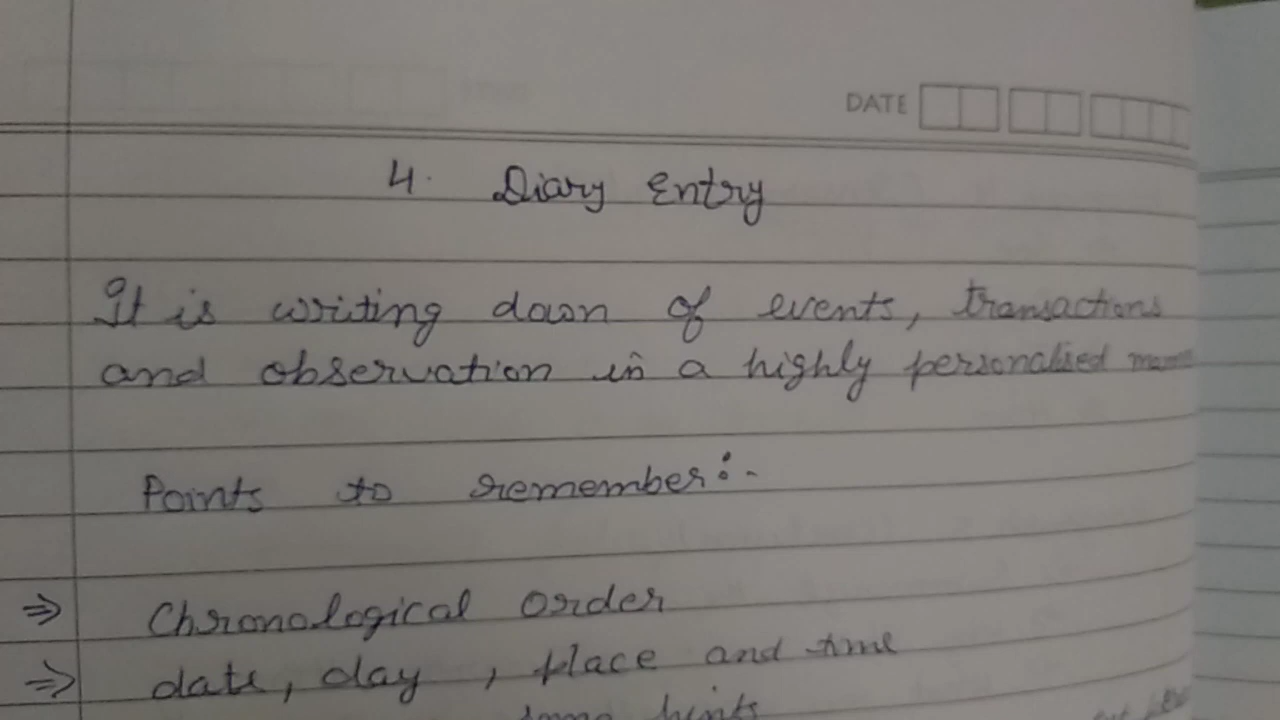 DATE
4. Diary Entry
It is writing down of events, transactions
and observation in a highly personalised
Points to remember:-
⇒ Chronological Order
⇒ date, day, place and time
hints